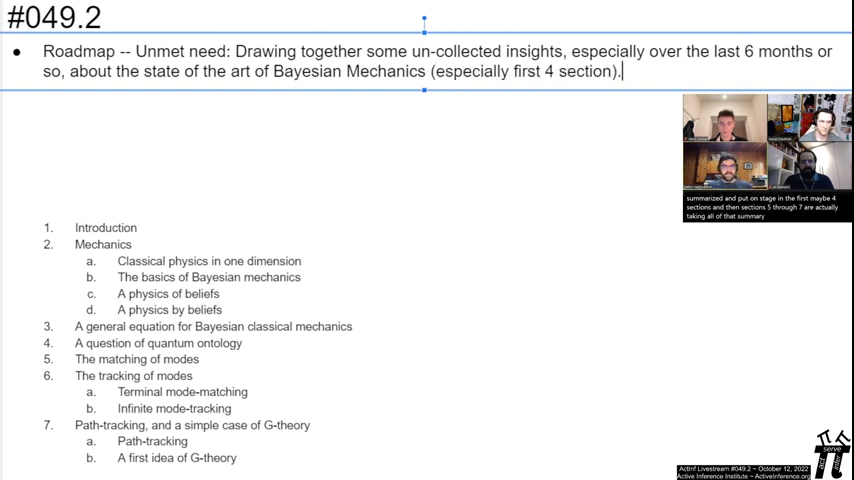 #049.2
● Roadmap -- Unmet need: Drawing together some un-collected insights, especially over the last 6 months or
so, about the state of the art of Bayesian Mechanics (especially first 4 section).
summarized and put on stage in the first maybe 4
sections and then sections 5 through 7 are actually
taking all of that summary
1. Introduction
2. Mechanics
a. Classical physics in one dimension
b. The basics of Bayesian mechanics
c. A physics of beliefs
d. A physics by beliefs
3. A general equation for Bayesian classical mechanics
4. A question of quantum ontology
5. The matching of modes
6. The tracking of modes
a. Terminal mode-matching
b. Infinite mode-tracking
7. Path-tracking, and a simple case of G-theory
a. Path-tracking
b. A first idea of G-theory
serve
act
infer
ActInf Livestream #049.2 ~ October 12, 2022
Active Inference Institute ~ ActiveInference.org